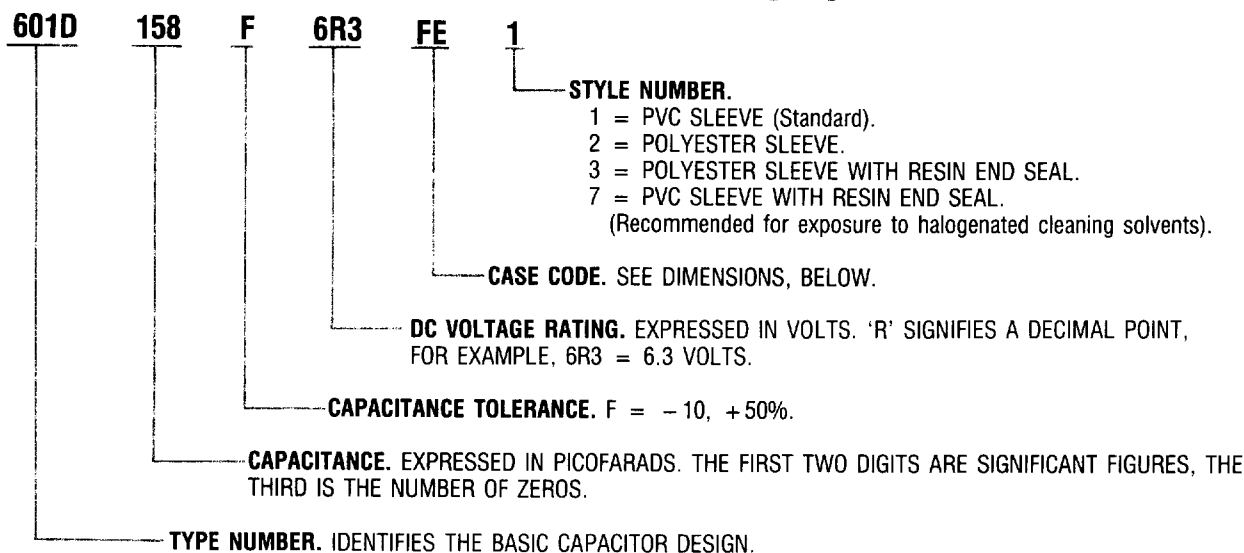 601D 158 F 6R3 FE 1
STYLE NUMBER.
1 = PVC SLEEVE (Standard).
2 = POLYESTER SLEEVE.
3 = POLYESTER SLEEVE WITH RESIN END SEAL.
7 = PVC SLEEVE WITH RESIN END SEAL.
(Recommended for exposure to halogenated cleaning solvents).
CASE CODE. SEE DIMENSIONS, BELOW.
DC VOLTAGE RATING. EXPRESSED IN VOLTS. ‘R’ SIGNIFIES A DECIMAL POINT,
FOR EXAMPLE, 6R3 = 6.3 VOLTS.
CAPACITANCE TOLERANCE. F = −10, +50%.
CAPACITANCE. EXPRESSED IN PICOFARADS. THE FIRST TWO DIGITS ARE SIGNIFICANT FIGURES, THE
THIRD IS THE NUMBER OF ZEROS.
TYPE NUMBER. IDENTIFIES THE BASIC CAPACITOR DESIGN.